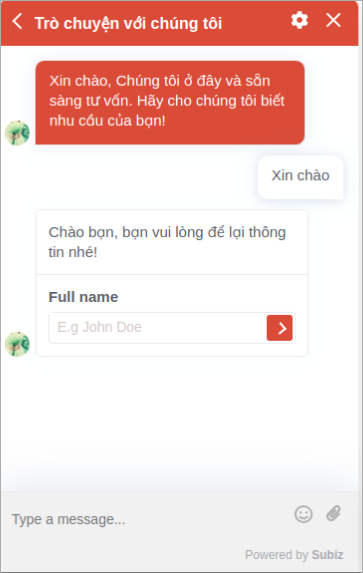 Trò chuyện với chúng tôi
Xin chào, Chúng tôi ở đây và sẵn
sàng tư vấn. Hãy cho chúng tôi biết
nhu cầu của bạn!
Xin chào
Chào bạn, bạn vui lòng để lại thông
tin nhé!
Full name
E.g John Doe
Type a message...
Powered by Subiz